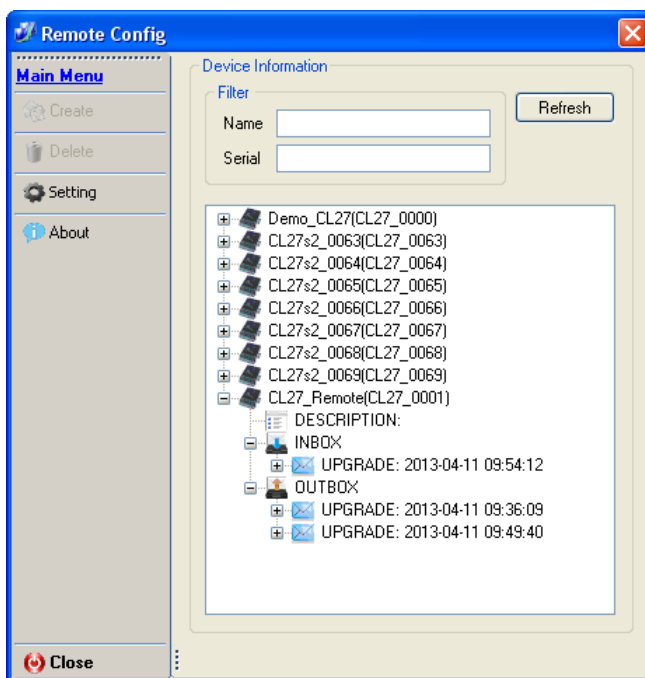 Remote Config
Main Menu
Create
Delete
Setting
About
Close
Device Information
Filter
Name
Serial
Refresh
Demo_CL27(CL27_0000)
CL27s2_0063(CL27_0063)
CL27s2_0064(CL27_0064)
CL27s2_0065(CL27_0065)
CL27s2_0066(CL27_0066)
CL27s2_0067(CL27_0067)
CL27s2_0068(CL27_0068)
CL27s2_0069(CL27_0069)
CL27_Remote(CL27_0001)
DESCRIPTION:
INBOX
UPGRADE: 2013-04-11 09:54:12
OUTBOX
UPGRADE: 2013-04-11 09:36:09
UPGRADE: 2013-04-11 09:49:40